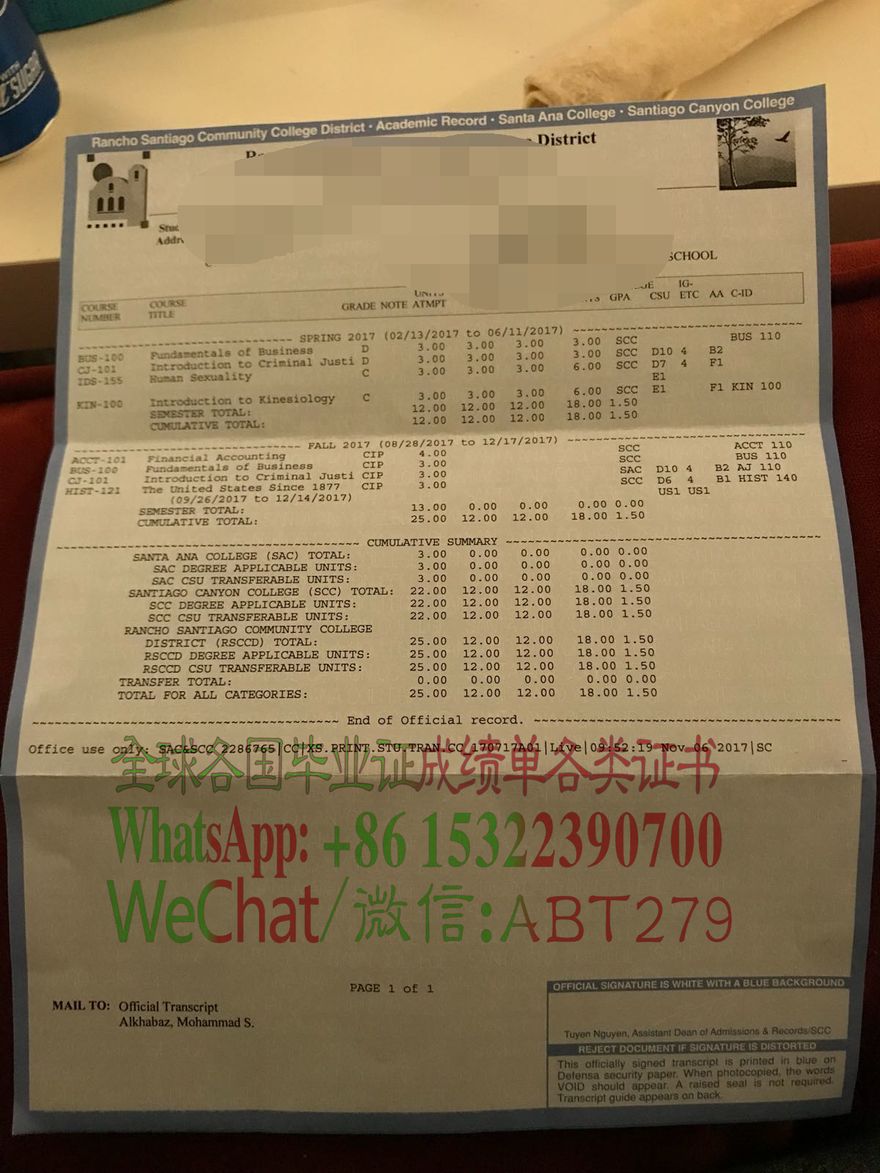 WITH
SUGAR
Rancho Santiago Community College District • Academic Record • Santa Ana College • Santiago Canyon College
District
SCHOOL
COURSE NUMBER COURSE TITLE GRADE NOTE ATMPT GPA CSU IG-ETC AA C-ID
SPRING 2017 (02/13/2017 to 06/11/2017)
BUS-100 Fundamentals of Business D 3.00 3.00 3.00 3.00 SCC BUS 110
CJ-101 Introduction to Criminal Justi D 3.00 3.00 3.00 3.00 SCC D10 4 B2
IDS-155 Human Sexuality C 3.00 3.00 3.00 6.00 SCC D7 4 F1
E1
KIN-100 Introduction to Kinesiology C 3.00 3.00 3.00 6.00 SCC E1 F1 KIN 100
SEMESTER TOTAL: 12.00 12.00 12.00 18.00 1.50
CUMULATIVE TOTAL: 12.00 12.00 12.00 18.00 1.50
FALL 2017 (08/28/2017 to 12/17/2017)
ACCT-101 Financial Accounting CIP 4.00 SCC ACCT 110
BUS-100 Fundamentals of Business CIP 3.00 SCC BUS 110
CJ-101 Introduction to Criminal Justi CIP 3.00 SAC D10 4 B2 AJ 110
HIST-121 The United States Since 1877 CIP 3.00 SCC D6 4 B1 HIST 140
(09/26/2017 to 12/14/2017) US1 US1
SEMESTER TOTAL: 13.00 0.00 0.00 0.00 0.00
CUMULATIVE TOTAL: 25.00 12.00 12.00 18.00 1.50
CUMULATIVE SUMMARY
SANTA ANA COLLEGE (SAC) TOTAL: 3.00 0.00 0.00 0.00 0.00
SAC DEGREE APPLICABLE UNITS: 3.00 0.00 0.00 0.00 0.00
SAC CSU TRANSFERABLE UNITS: 3.00 0.00 0.00 0.00 0.00
SANTIAGO CANYON COLLEGE (SCC) TOTAL: 22.00 12.00 12.00 18.00 1.50
SCC DEGREE APPLICABLE UNITS: 22.00 12.00 12.00 18.00 1.50
SCC CSU TRANSFERABLE UNITS: 22.00 12.00 12.00 18.00 1.50
RANCHO SANTIAGO COMMUNITY COLLEGE
DISTRICT (RSCCD) TOTAL: 25.00 12.00 12.00 18.00 1.50
RSCCD DEGREE APPLICABLE UNITS: 25.00 12.00 12.00 18.00 1.50
RSCCD CSU TRANSFERABLE UNITS: 25.00 12.00 12.00 18.00 1.50
TRANSFER TOTAL: 0.00 0.00 0.00 0.00 0.00
TOTAL FOR ALL CATEGORIES: 25.00 12.00 12.00 18.00 1.50
End of Official record.
Office use only: SAC&SCC 2286765|CC|XS.PRINT.STU.TRAN.CC 170717A01|Live|09:52:19 Nov 06 2017|SC
全球各国毕业证成绩单各类证书
WhatsApp: +86 15322390700
WeChat/微信:ABT279
PAGE 1 of 1
MAIL TO: Official Transcript
Alkhabaz, Mohammad S.
OFFICIAL SIGNATURE IS WHITE WITH A BLUE BACKGROUND
Tuyen Nguyen, Assistant Dean of Admissions & Records/SCC
REJECT DOCUMENT IF SIGNATURE IS DISTORTED
This officially signed transcript is printed in blue on
Defensa security paper. When photocopied, the words
VOID should appear. A raised seal is not required.
Transcript guide appears on back.